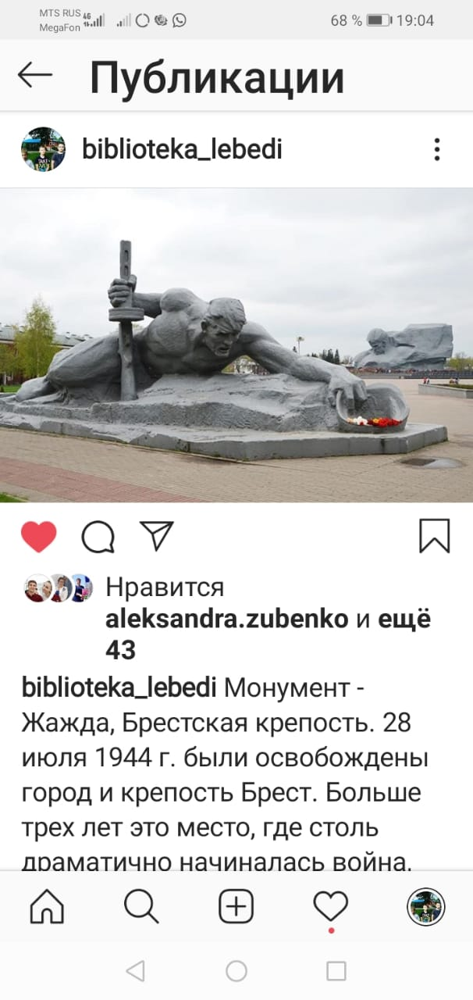 MTS RUS 4G
MegaFon
68 % 19:04
Публикации
biblioteka_lebedi
Нравится
aleksandra.zubenko и ещё
43
biblioteka_lebedi Монумент -
Жажда, Брестская крепость. 28
июля 1944 г. были освобождены
город и крепость Брест. Больше
трех лет это место, где столь
драматично начиналась война,